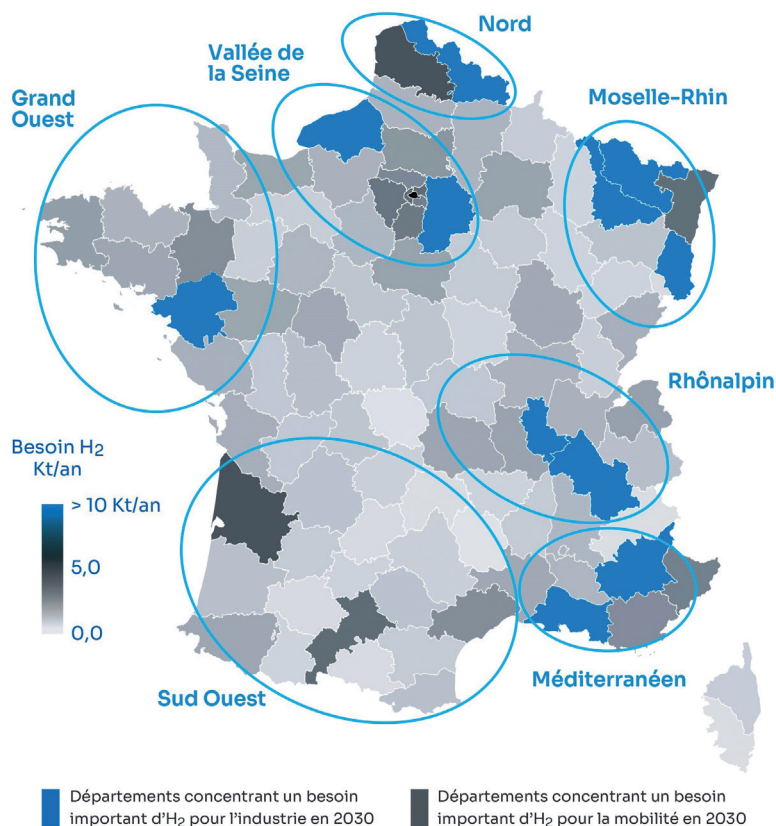 Nord
Vallée de
la Seine
Grand
Ouest
Moselle-Rhin
Rhônalpin
Besoin H₂
Kt/an
> 10 Kt/an
5,0
0,0
Sud Ouest
Méditerranéen
Départements concentrant un besoin
important d’H₂ pour l’industrie en 2030
Départements concentrant un besoin
important d’H₂ pour la mobilité en 2030